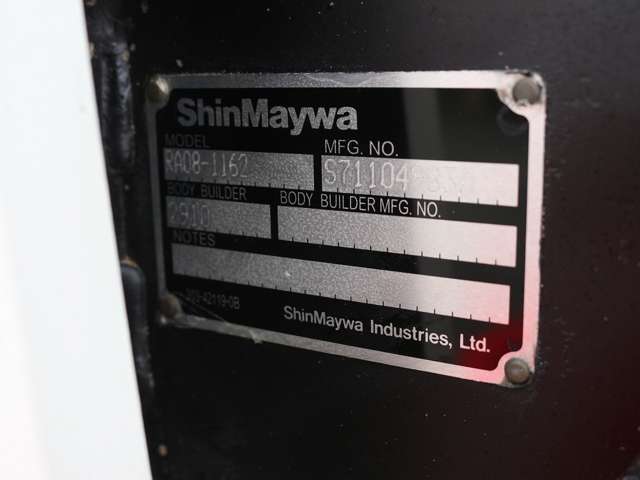 ShinMaywa
MODEL MFG. NO.
RA08-1162
BODY BUILDER BODY BUILDER MFG. NO.
2910
NOTES
ShinMaywa Industries, Ltd.